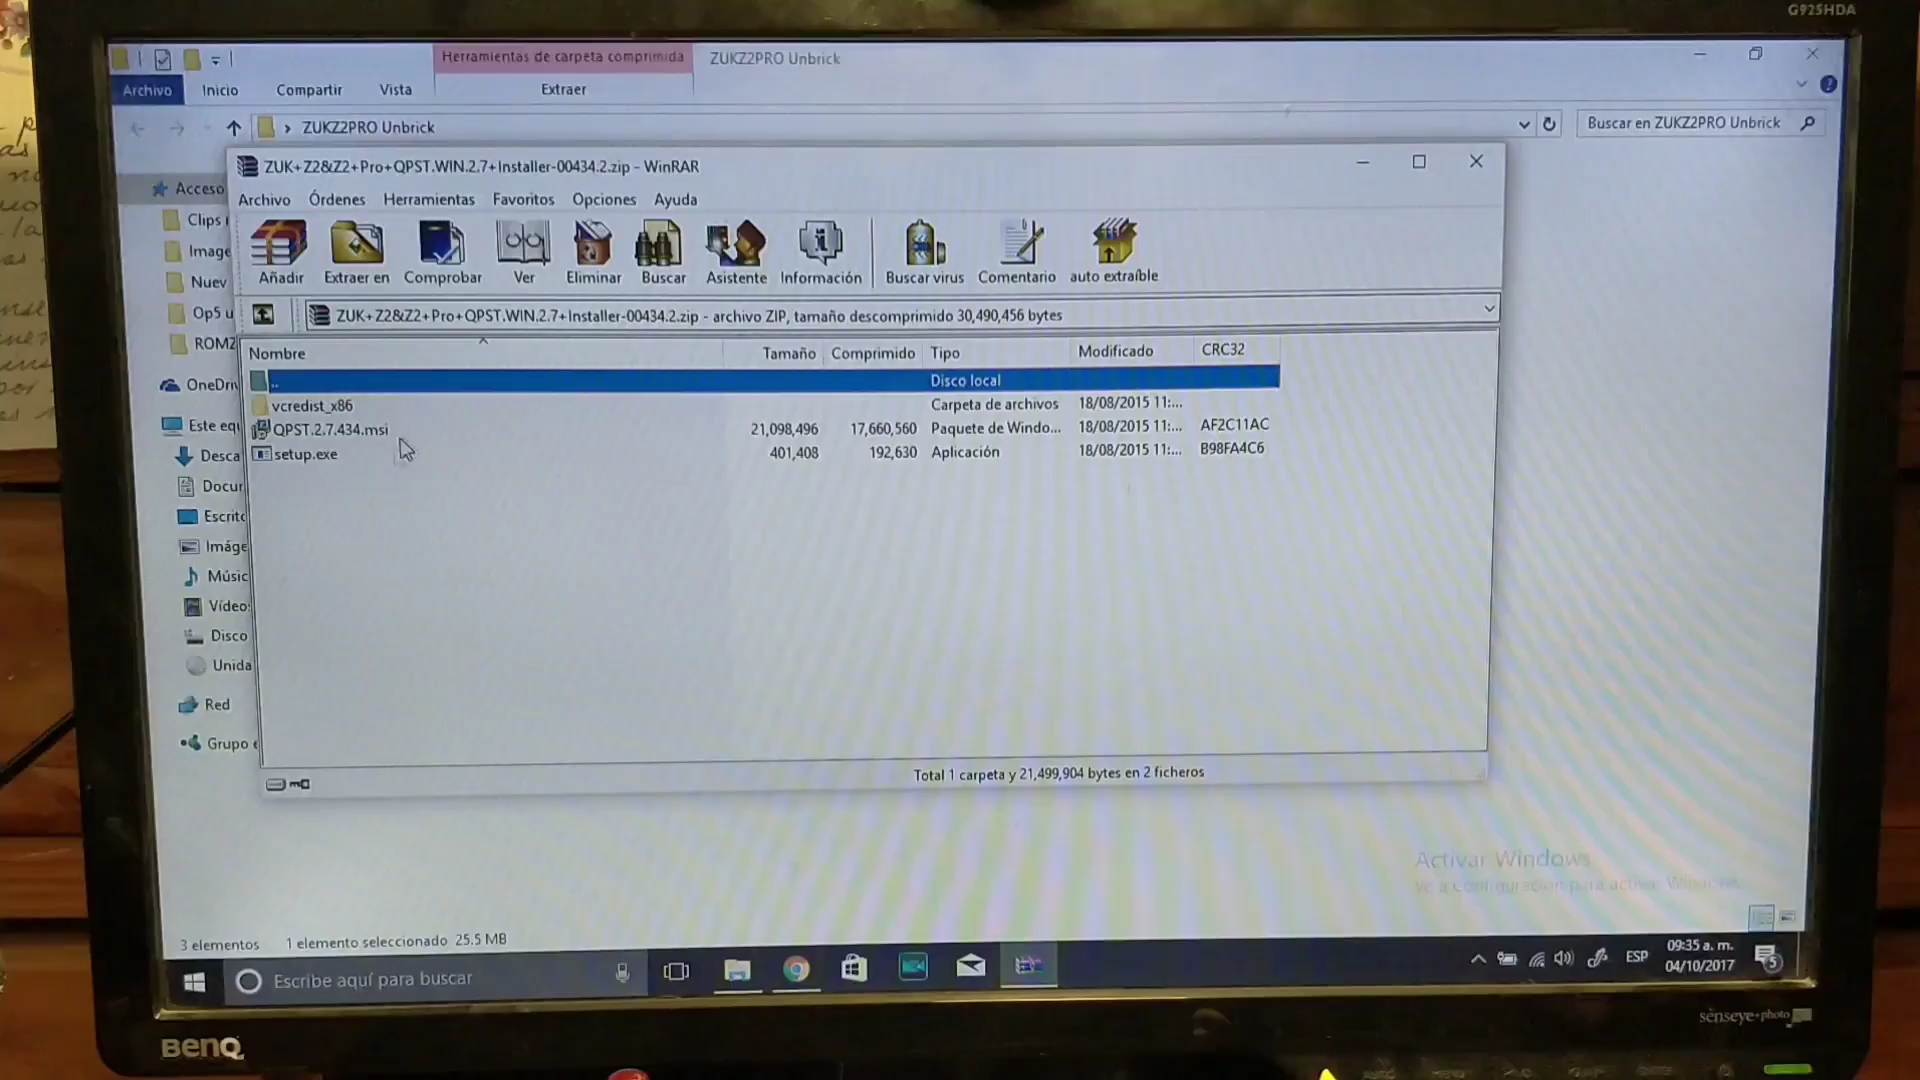 G925HDA
Herramientas de carpeta comprimida
ZUKZ2PRO Unbrick
Archivo Inicio Compartir Vista Extraer
ZUKZ2PRO Unbrick
Buscar en ZUKZ2PRO Unbrick
ZUK+Z2&Z2+Pro+QPST.WIN.2.7+Installer-00434.2.zip - WinRAR
Archivo Órdenes Herramientas Favoritos Opciones Ayuda
Añadir Extraer en Comprobar Ver Eliminar Buscar Asistente Información Buscar virus Comentario auto extraíble
ZUK+Z2&Z2+Pro+QPST.WIN.2.7+Installer-00434.2.zip - archivo ZIP, tamaño descomprimido 30,490,456 bytes
Nombre Tamaño Comprimido Tipo Modificado CRC32
.. Disco local
vcredist_x86 Carpeta de archivos 18/08/2015 11:...
QPST.2.7.434.msi 21,098,496 17,660,560 Paquete de Windo... 18/08/2015 11:... AF2C11AC
setup.exe 401,408 192,630 Aplicación 18/08/2015 11:... B98FA4C6
Acceso
Clips
Image
Nuev
Op5 u
ROMZ
OneDriv
Este equ
Desca
Docur
Escrito
Imáge
Músic
Vídeo
Disco
Unida
Red
Grupo
Total 1 carpeta y 21,499,904 bytes en 2 ficheros
Activar Windows
Ve a Configuración para activar Windows.
3 elementos 1 elemento seleccionado 25.5 MB
Escribe aquí para buscar
ESP
09:35 a. m.
04/10/2017
5
BenQ
senseye+photo